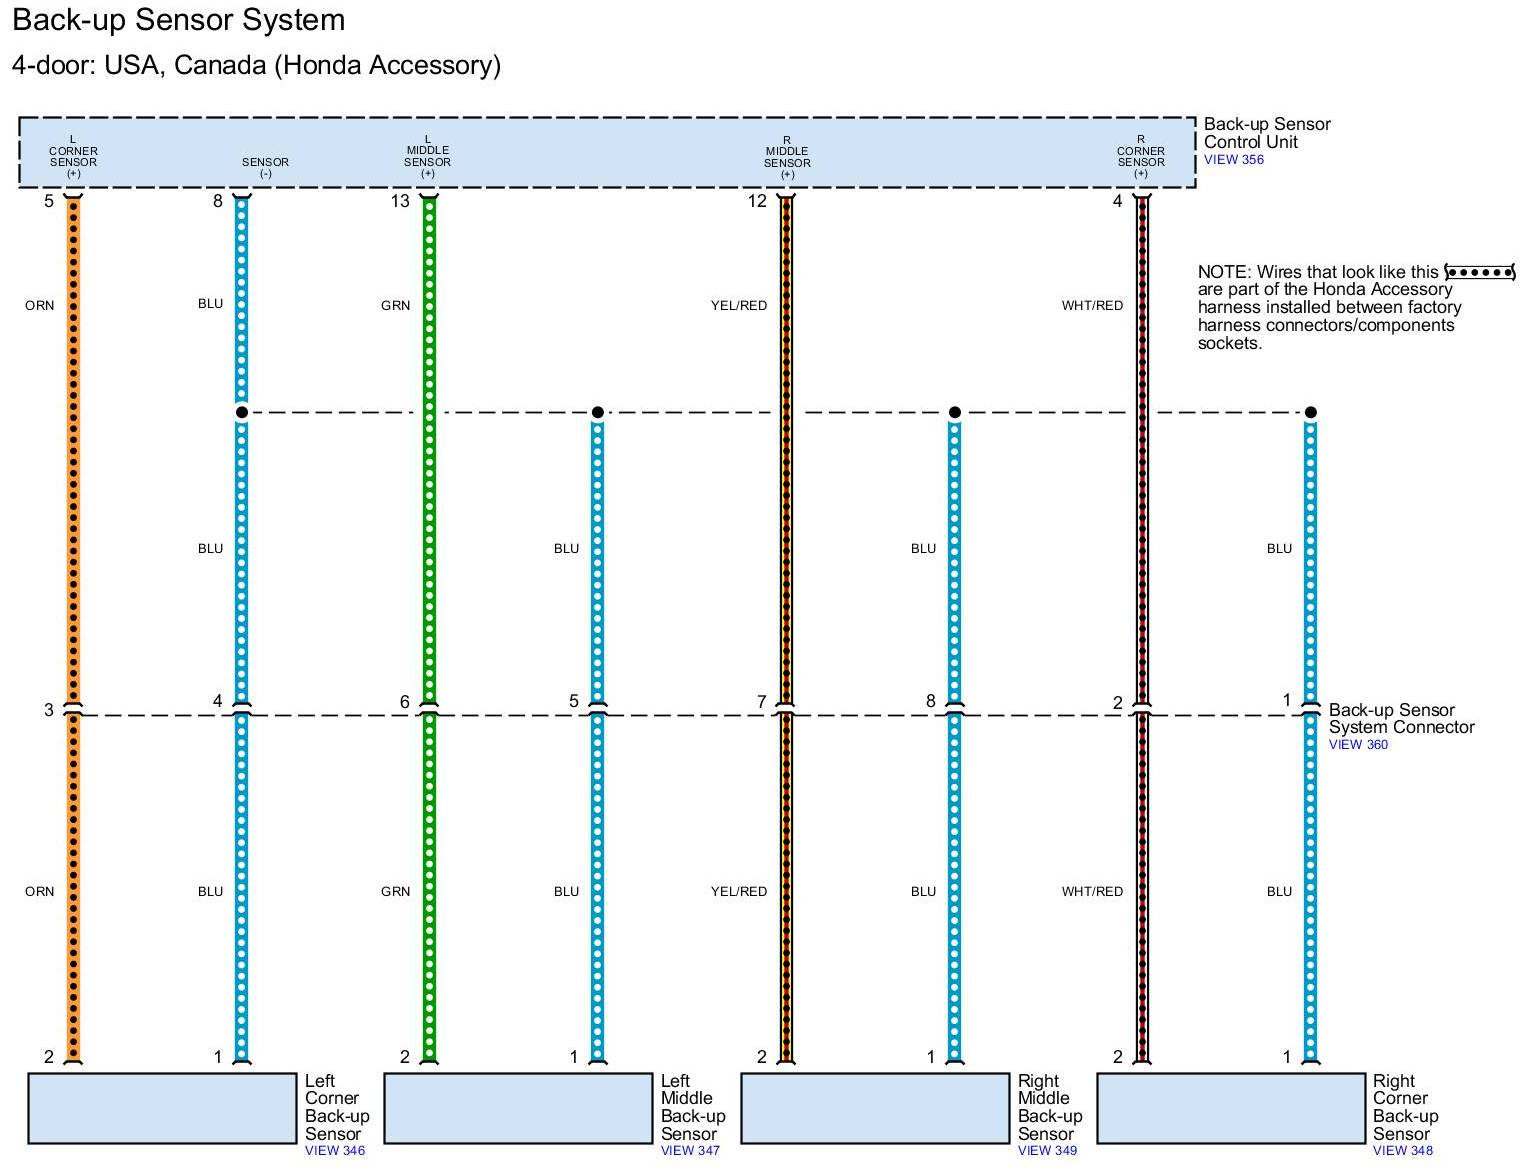 Back-up Sensor System
4-door: USA, Canada (Honda Accessory)
L
CORNER
SENSOR
(+)
SENSOR
(-)
L
MIDDLE
SENSOR
(+)
R
MIDDLE
SENSOR
(+)
R
CORNER
SENSOR
(+)
Back-up Sensor
Control Unit
VIEW 356
5
8
13
12
4
ORN
BLU
GRN
YEL/RED
WHT/RED
NOTE: Wires that look like this
are part of the Honda Accessory
harness installed between factory
harness connectors/components
sockets.
BLU
BLU
BLU
BLU
3
4
6
5
7
8
2
1
Back-up Sensor
System Connector
VIEW 360
ORN
BLU
GRN
BLU
YEL/RED
BLU
WHT/RED
BLU
2
1
2
1
2
1
2
1
Left
Corner
Back-up
Sensor
VIEW 346
Left
Middle
Back-up
Sensor
VIEW 347
Right
Middle
Back-up
Sensor
VIEW 349
Right
Corner
Back-up
Sensor
VIEW 348